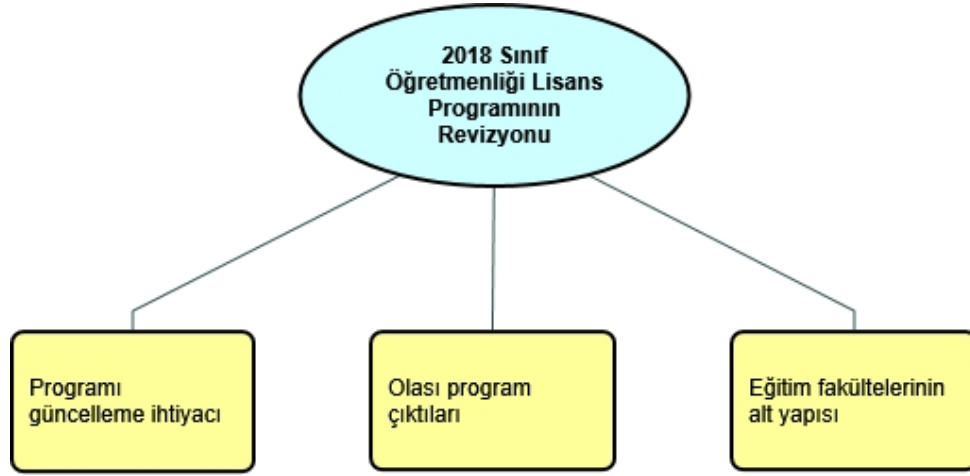 2018 Sınıf
Öğretmenliği Lisans
Programının
Revizyonu
Programı
güncelleme ihtiyacı
Olası program
çıktıları
Eğitim fakültelerinin
alt yapısı